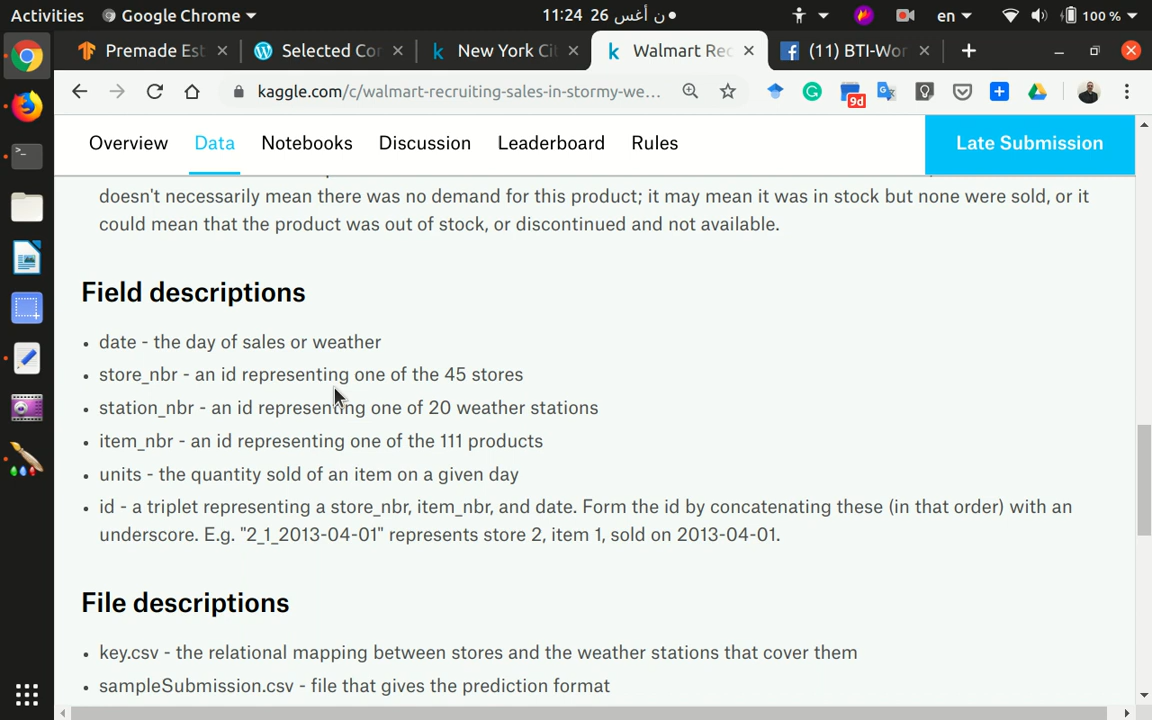 Activities Google Chrome 11:24 26 ن أغس en 100 %
Premade Est Selected Cor New York Ci Walmart Rec (11) BTI-Wor
kaggle.com/c/walmart-recruiting-sales-in-stormy-we... 9d
Overview Data Notebooks Discussion Leaderboard Rules Late Submission
doesn't necessarily mean there was no demand for this product; it may mean it was in stock but none were sold, or it
could mean that the product was out of stock, or discontinued and not available.
Field descriptions
• date - the day of sales or weather
• store_nbr - an id representing one of the 45 stores
• station_nbr - an id representing one of 20 weather stations
• item_nbr - an id representing one of the 111 products
• units - the quantity sold of an item on a given day
• id - a triplet representing a store_nbr, item_nbr, and date. Form the id by concatenating these (in that order) with an
underscore. E.g. "2_1_2013-04-01" represents store 2, item 1, sold on 2013-04-01.
File descriptions
• key.csv - the relational mapping between stores and the weather stations that cover them
• sampleSubmission.csv - file that gives the prediction format